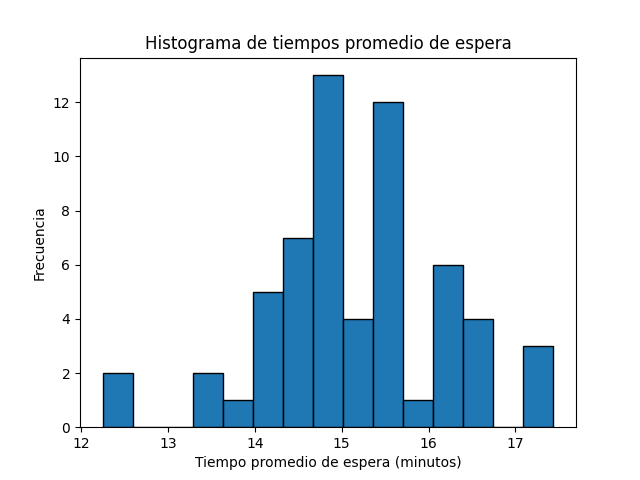 Histograma de tiempos promedio de espera
Frecuencia
12
10
8
6
4
2
0
12 13 14 15 16 17
Tiempo promedio de espera (minutos)